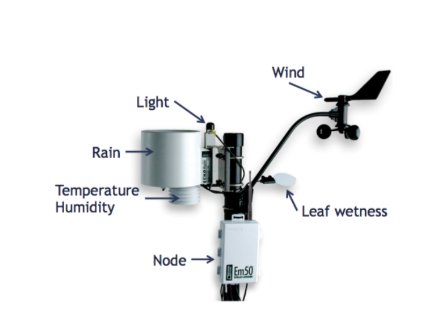 Wind
Light
Rain
Temperature
Humidity
Leaf wetness
Node
Em50